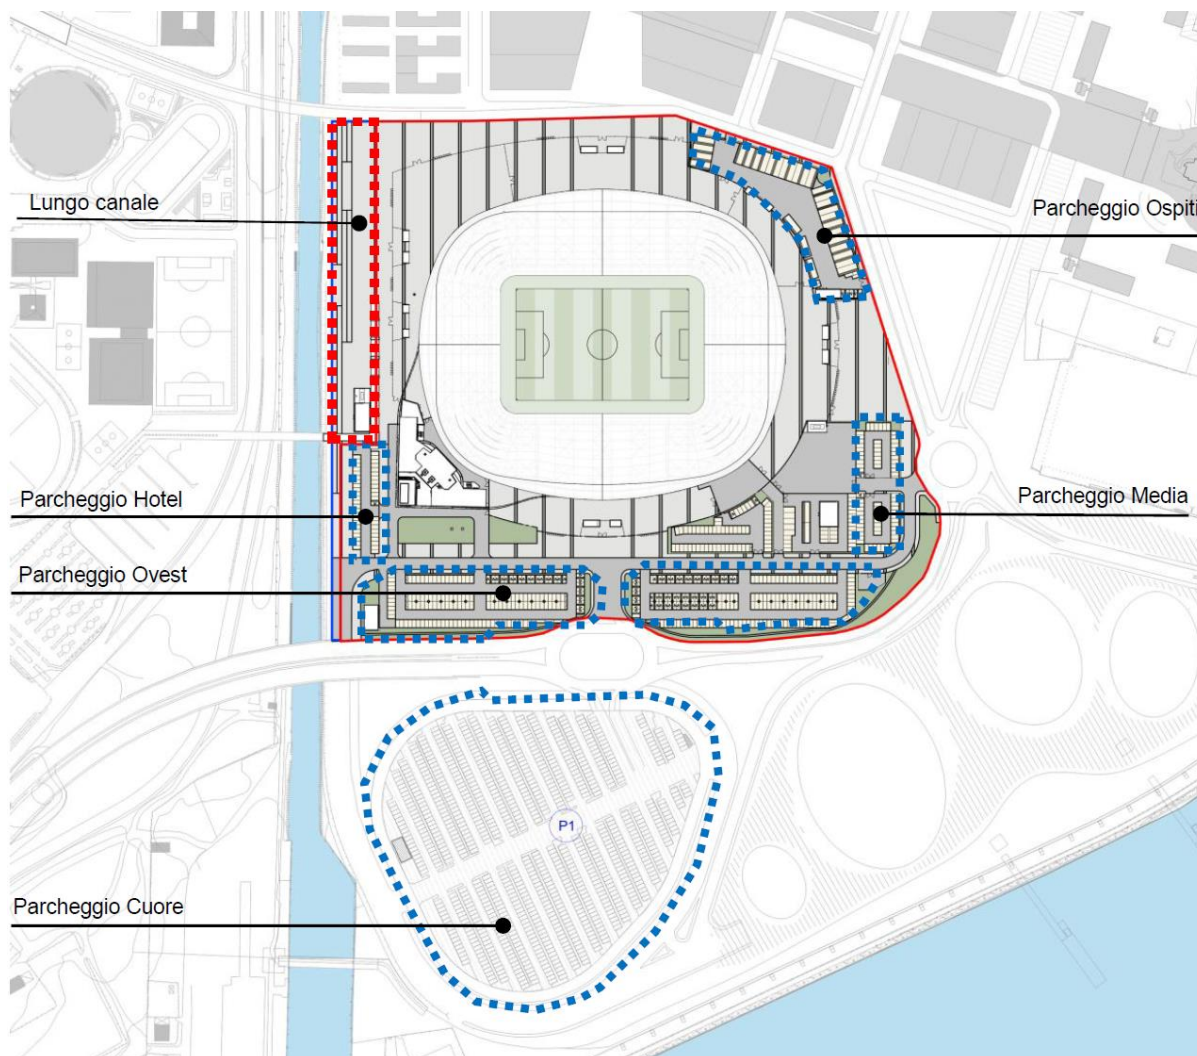 Lungo canale
Parcheggio Ospiti
Parcheggio Hotel
Parcheggio Media
Parcheggio Ovest
P1
Parcheggio Cuore